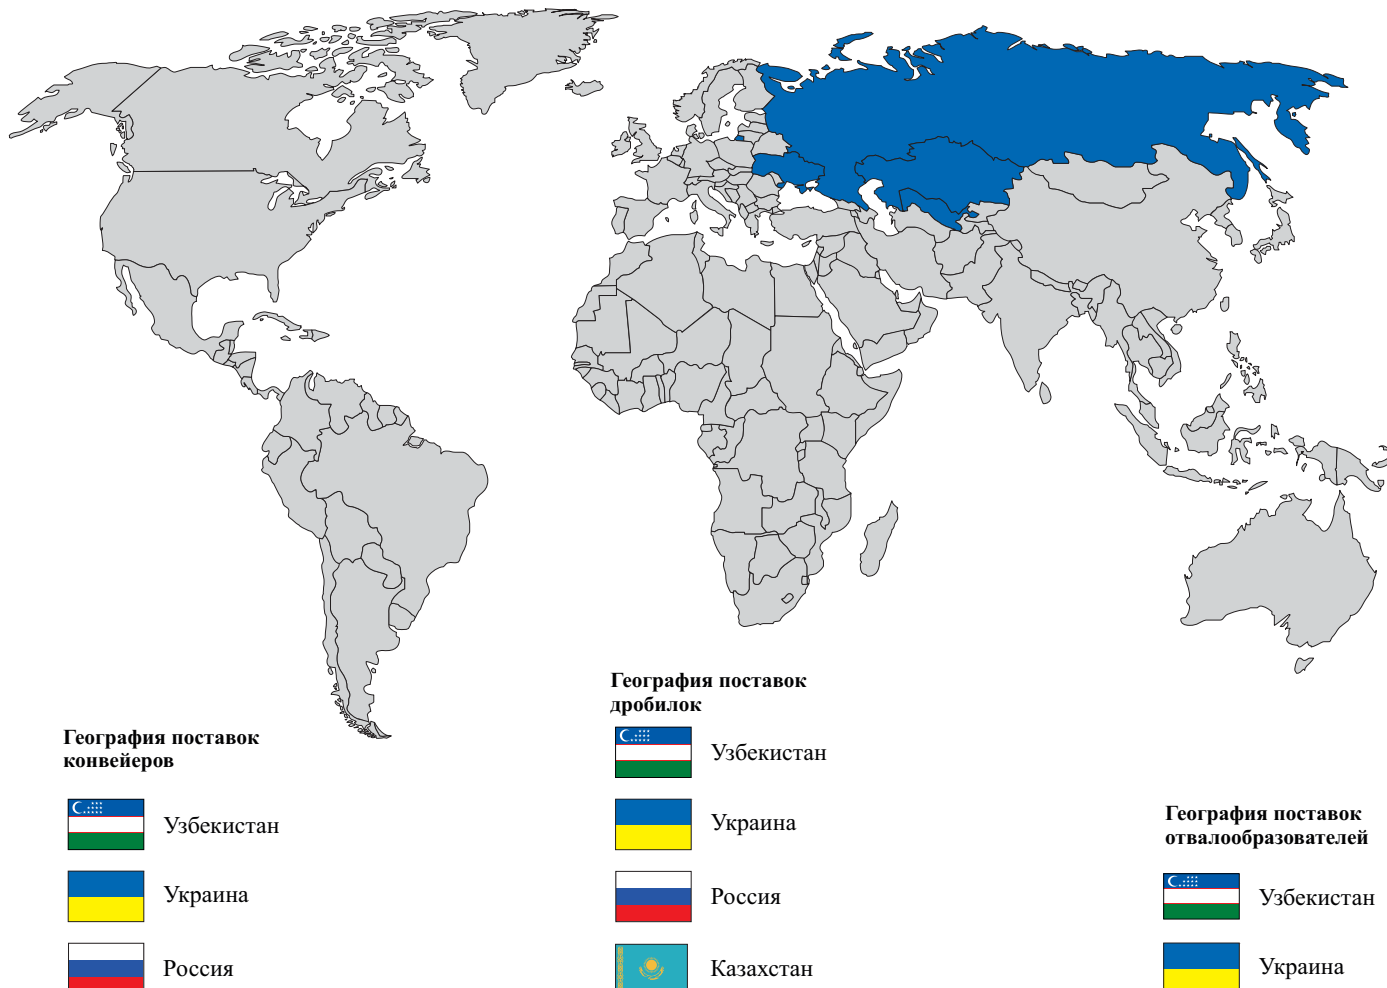 География поставок
конвейеров
Узбекистан
Украина
Россия
География поставок
дробилок
Узбекистан
Украина
Россия
Казахстан
География поставок
отвалообразователей
Узбекистан
Украина